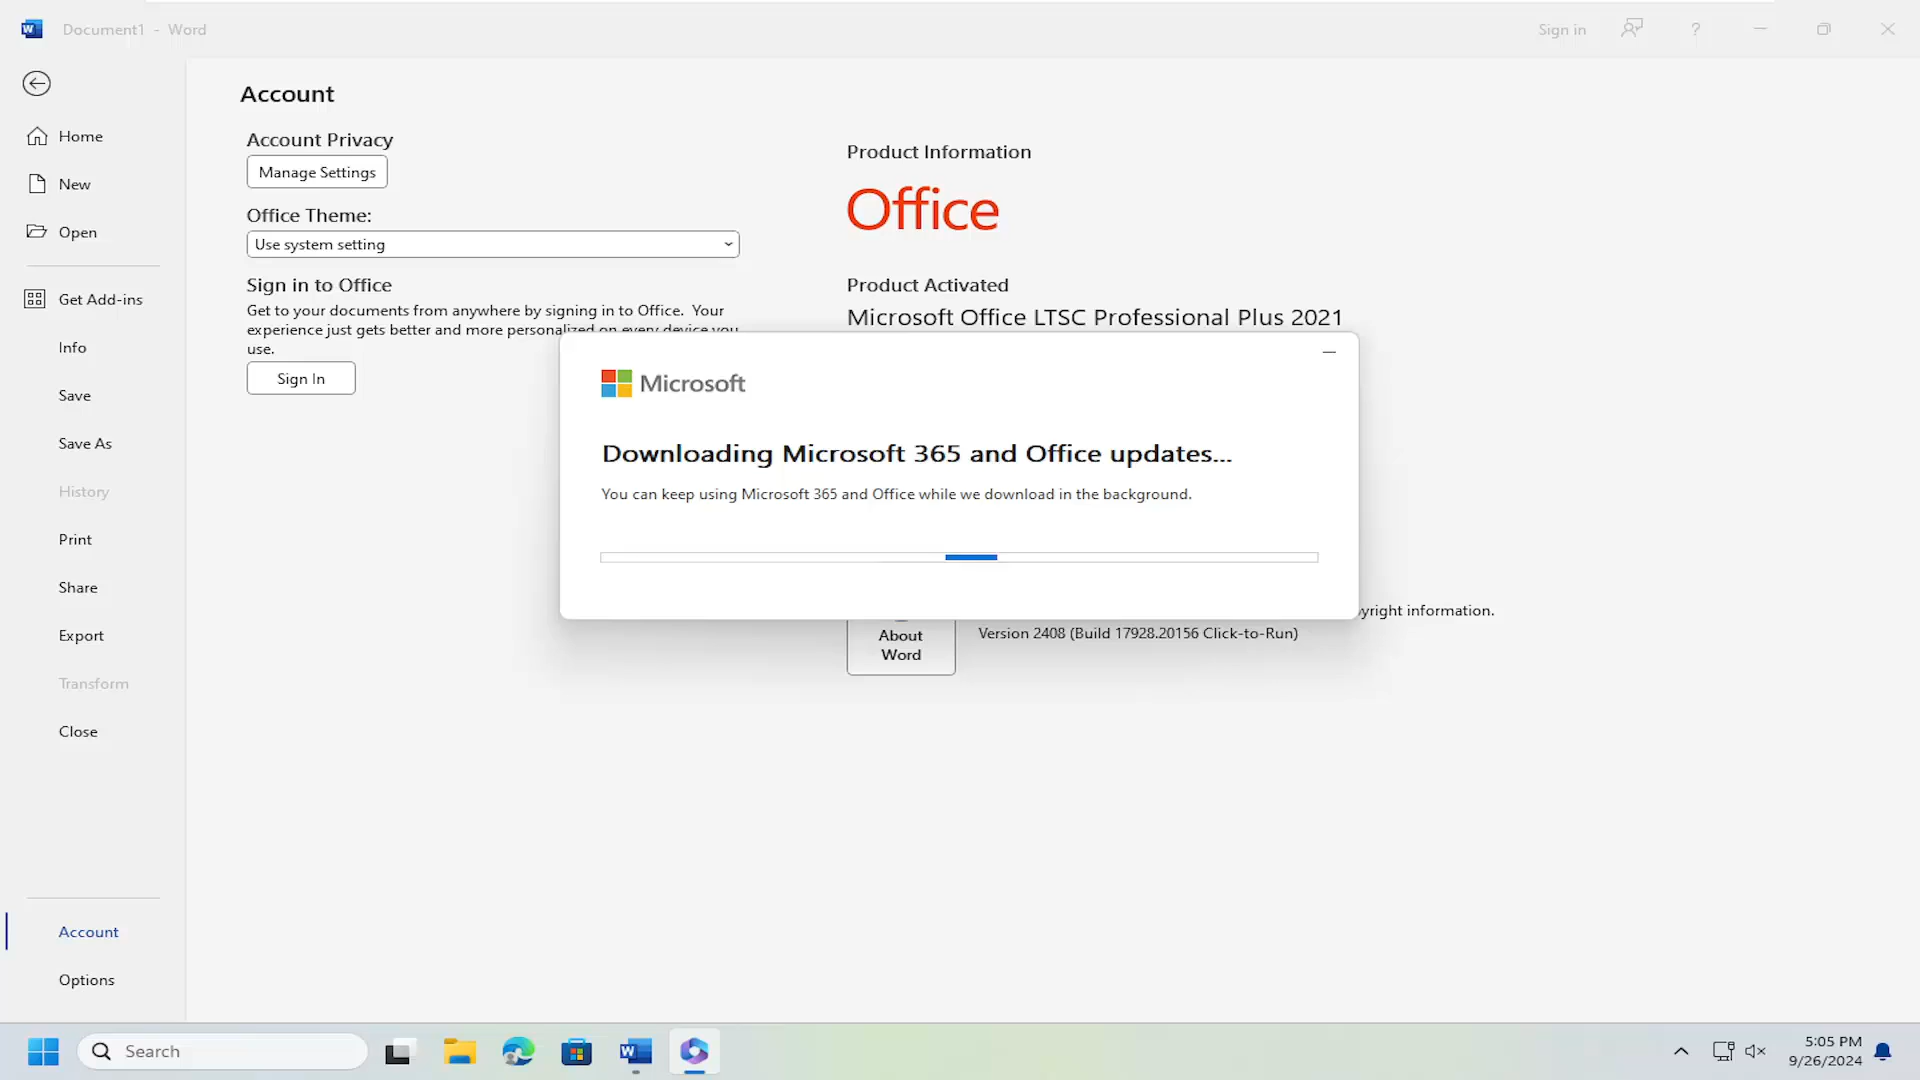 Document1 - Word
Sign in
?
Account
Home
New
Open
Get Add-ins
Info
Save
Save As
History
Print
Share
Export
Transform
Close
Account
Options
Account Privacy
Manage Settings
Office Theme:
Use system setting
Sign in to Office
Get to your documents from anywhere by signing in to Office. Your
experience just gets better and more personalized on every device you
use.
Sign In
Product Information
Office
Product Activated
Microsoft Office LTSC Professional Plus 2021
Microsoft
Downloading Microsoft 365 and Office updates...
You can keep using Microsoft 365 and Office while we download in the background.
information.
About
Word
Version 2408 (Build 17928.20156 Click-to-Run)
Search
5:05 PM
9/26/2024